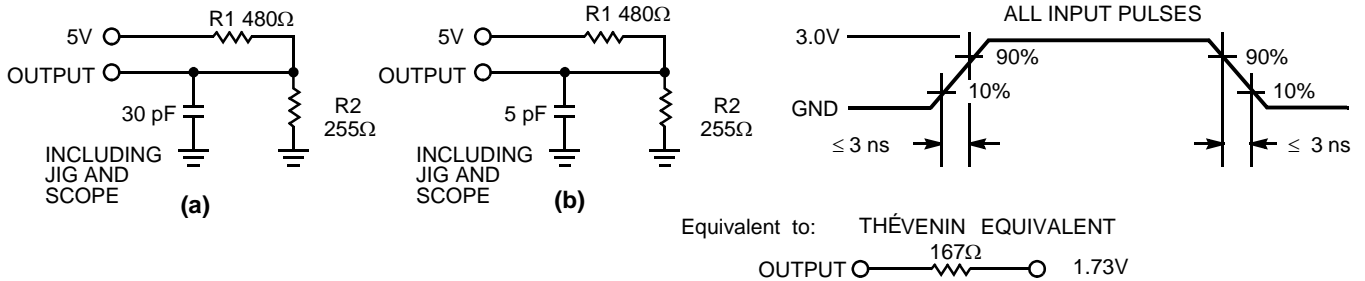 R1 480Ω
5V
OUTPUT
30 pF
R2
255Ω
INCLUDING
JIG AND
SCOPE
(a)
R1 480Ω
5V
OUTPUT
5 pF
R2
255Ω
INCLUDING
JIG AND
SCOPE
(b)
ALL INPUT PULSES
3.0V
90%
90%
10%
10%
GND
≤ 3 ns
≤ 3 ns
Equivalent to: THÉVENIN EQUIVALENT
167Ω
OUTPUT 1.73V